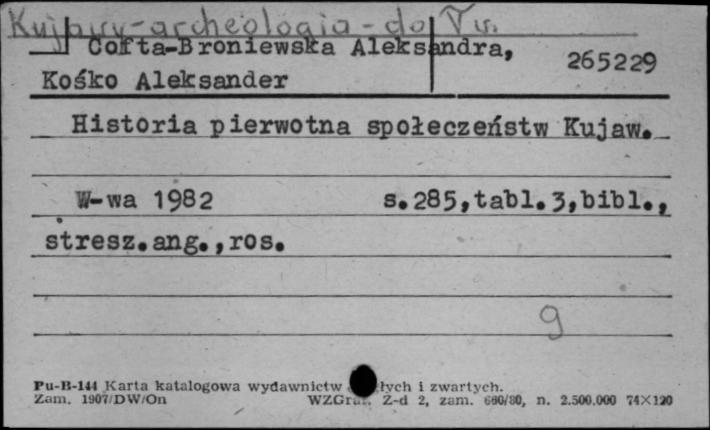 Kujawy-archeologia-do V w.
Cofta-Broniewska Aleksandra,
265229
Kośko Aleksander
Historia pierwotna społeczeństw Kujaw.
W-wa 1982 s.285,tabl.3,bibl.,
stresz.ang.,ros.
9
Pu-B-144 Karta katalogowa wydawnictw łych i zwartych.
Zam. 1907/DW/On WZGraf. Z-d 2, zam. 660/80, n. 2.500.000 74×120